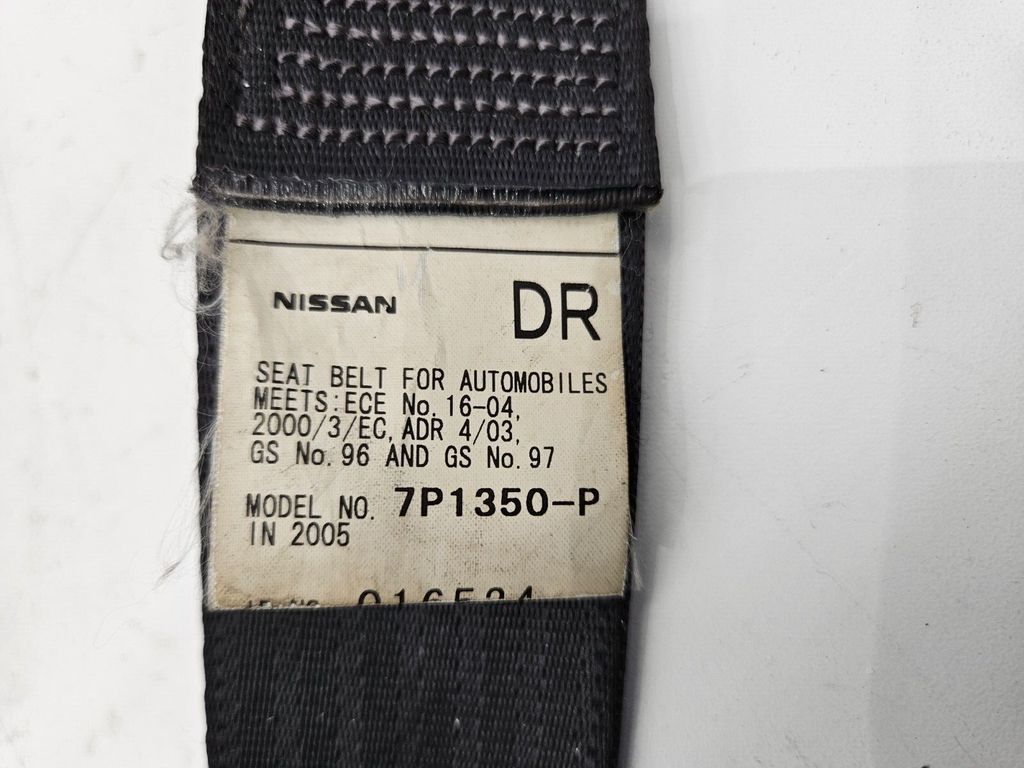 NISSAN DR
SEAT BELT FOR AUTOMOBILES
MEETS:ECE No.16-04,
2000/3/EC, ADR 4/03,
GS No.96 AND GS No.97
MODEL NO. 7P1350-P
IN 2005